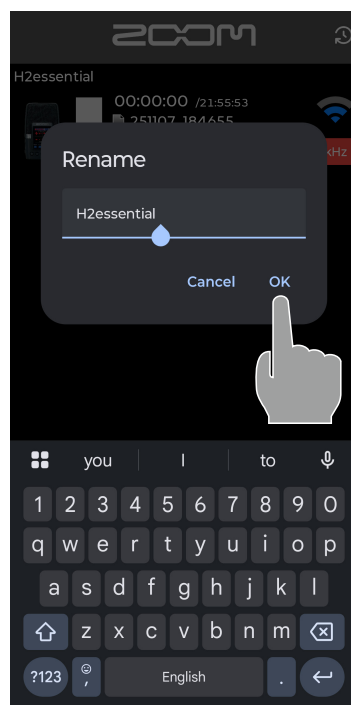 ZOOM
H2essential
00:00:00 /21:55:53
251107_184655
kHz
Rename
H2essential
Cancel OK
you I to
1 2 3 4 5 6 7 8 9 0
q w e r t y u i o p
a s d f g h j k l
z x c v b n m
?123 , English .